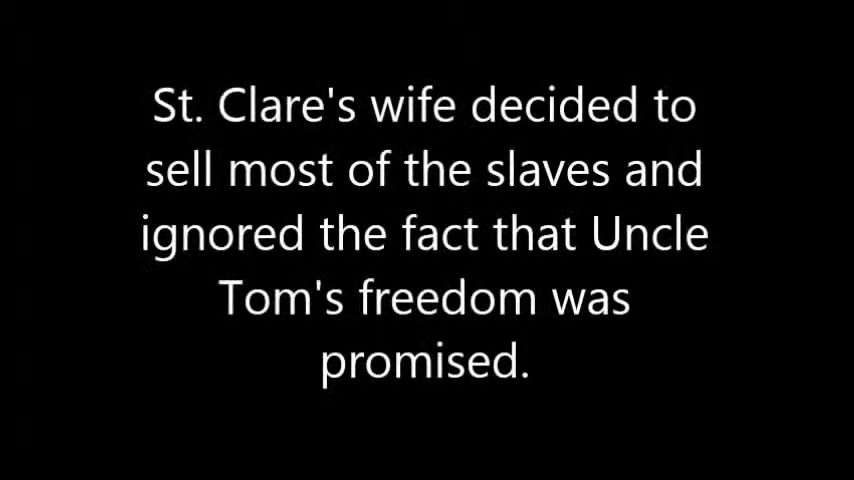 St. Clare's wife decided to
sell most of the slaves and
ignored the fact that Uncle
Tom's freedom was
promised.